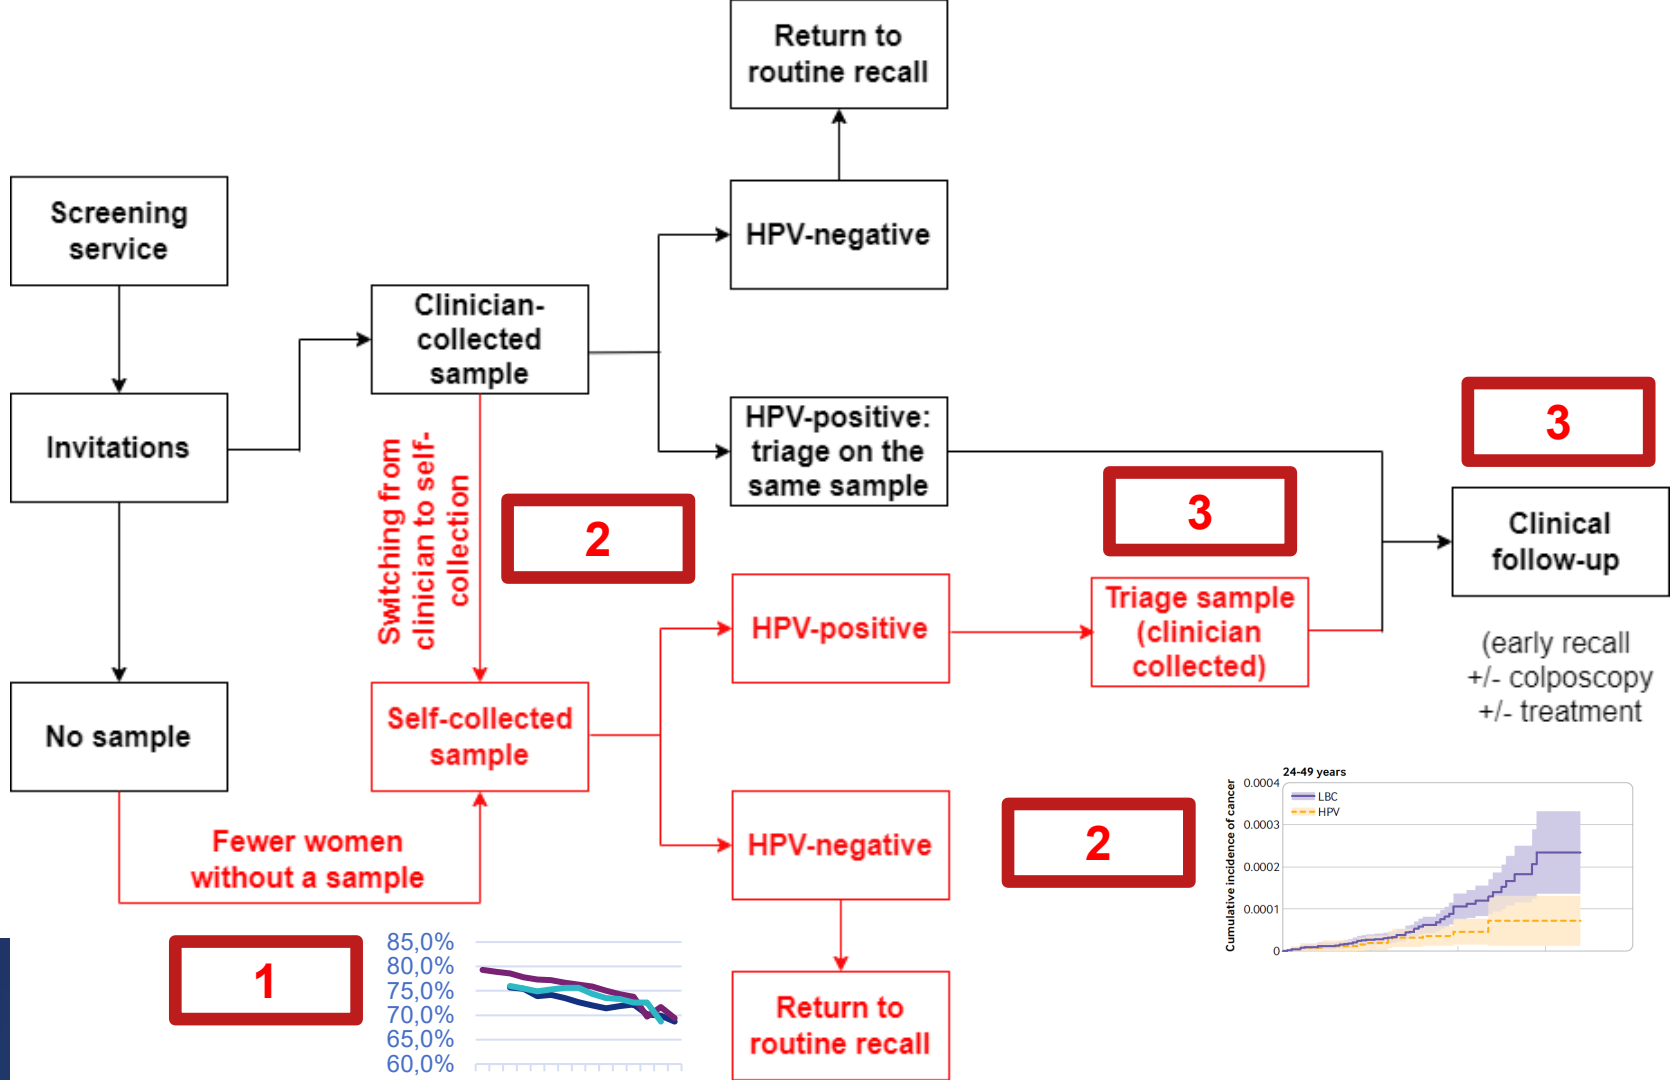 Return to
routine recall
Screening
service
HPV-negative
Clinician-
collected
sample
Invitations
HPV-positive:
triage on the
same sample
3
3
Clinical
follow-up
(early recall
+/- colposcopy
+/- treatment
Switching from
clinician to self-
collection
2
HPV-positive
Triage sample
(clinician
collected)
No sample
Self-collected
sample
Fewer women
without a sample
HPV-negative
2
24-49 years
Cumulative incidence of cancer
0.0004
0.0003
0.0002
0.0001
0
LBC
HPV
1
85,0%
80,0%
75,0%
70,0%
65,0%
60,0%
Return to
routine recall